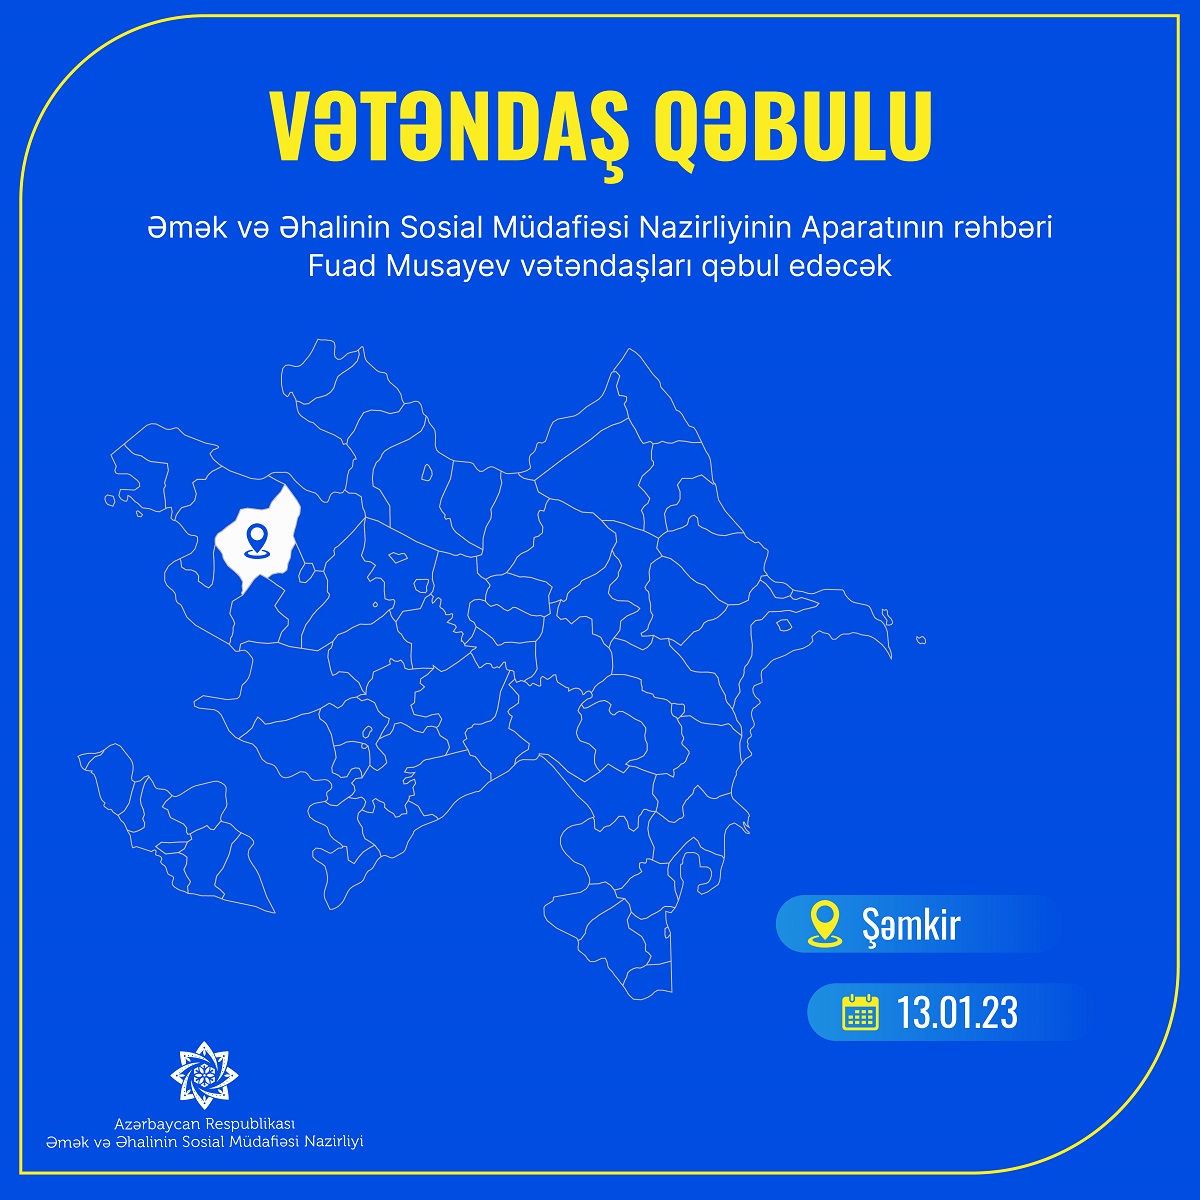 VƏTƏNDAŞ QƏBULU
Əmək və Əhalinin Sosial Müdafiəsi Nazirliyinin Aparatının rəhbəri
Fuad Musayev vətəndaşları qəbul edəcək
Şəmkir
13.01.23
Azərbaycan Respublikası
Əmək və Əhalinin Sosial Müdafiəsi Nazirliyi